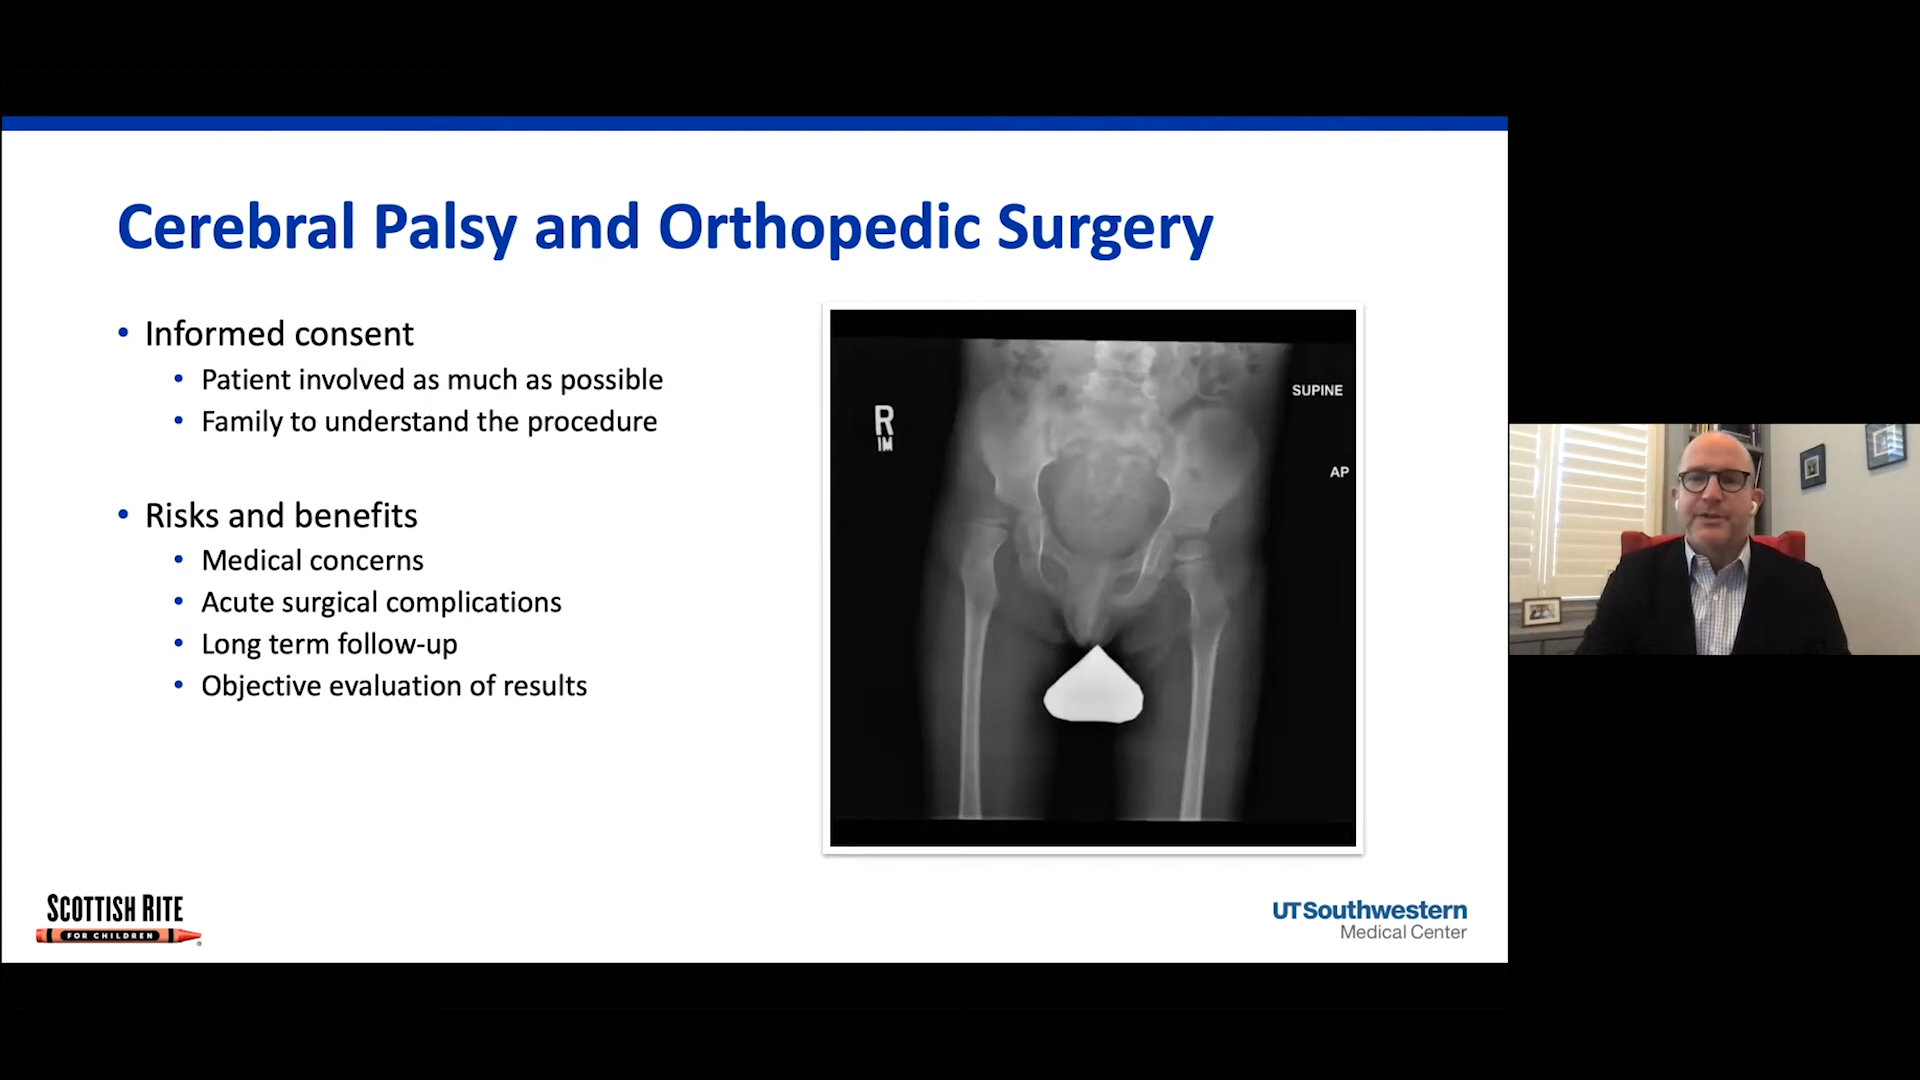 Cerebral Palsy and Orthopedic Surgery
• Informed consent
• Patient involved as much as possible
• Family to understand the procedure
• Risks and benefits
• Medical concerns
• Acute surgical complications
• Long term follow-up
• Objective evaluation of results
R
IM
SUPINE
AP
SCOTTISH RITE
FOR CHILDREN
UTSouthwestern
Medical Center